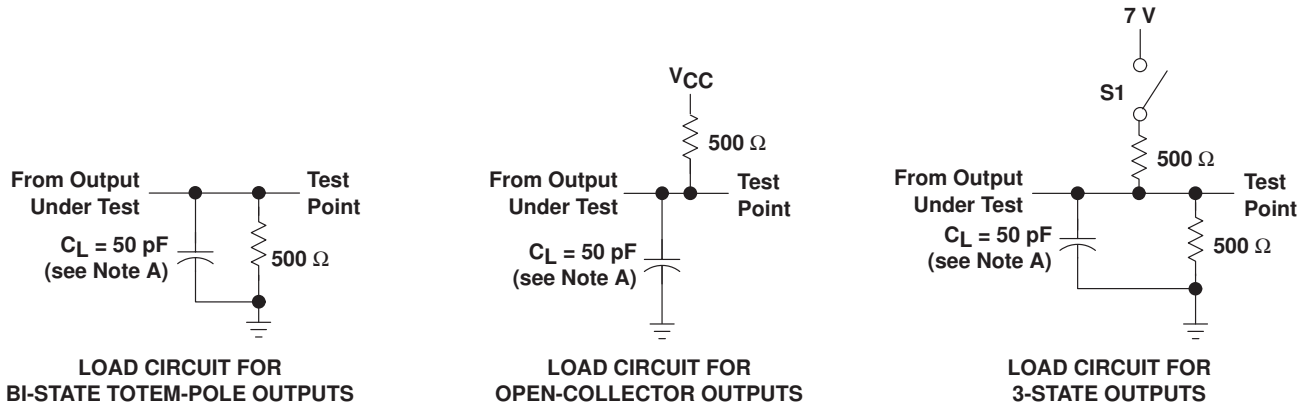 From Output
Under Test
Test
Point
CL = 50 pF
(see Note A)
500 Ω
LOAD CIRCUIT FOR
BI-STATE TOTEM-POLE OUTPUTS
VCC
500 Ω
From Output
Under Test
Test
Point
CL = 50 pF
(see Note A)
LOAD CIRCUIT FOR
OPEN-COLLECTOR OUTPUTS
7 V
S1
500 Ω
From Output
Under Test
Test
Point
CL = 50 pF
(see Note A)
500 Ω
LOAD CIRCUIT FOR
3-STATE OUTPUTS